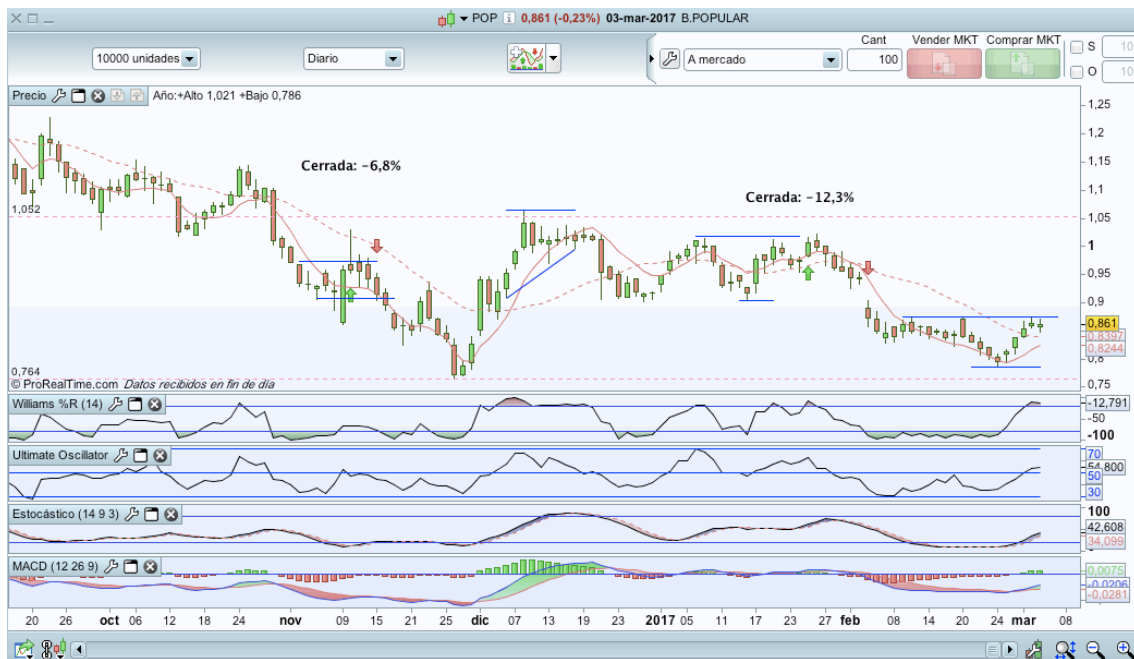 POP 0,861 (-0,23%) 03-mar-2017 B.POPULAR
Cant Vender MKT Comprar MKT
10000 unidades Diario A mercado 100 S 10
O 10
Precio Año:+Alto 1,021 +Bajo 0,786
1,25
1,2
Cerrada: -6,8%
1,15
Cerrada: -12,3%
1,1
1,052
1,05
1
0,95
0,9
0,861
0,8397
0,8244
0,8
0,764
0,75
© ProRealTime.com Datos recibidos en fin de día
Williams %R (14)
-12,791
-50
-100
Ultimate Oscillator
70
54,800
50
30
Estocástico (14 9 3)
100
42,608
34,099
MACD (12 26 9)
0,0075
-0,0206
-0,0281
20 26 oct 06 12 18 24 nov 09 15 21 dic 07 13 19 2017 05 11 17 23 feb 08 14 20 24 mar 08